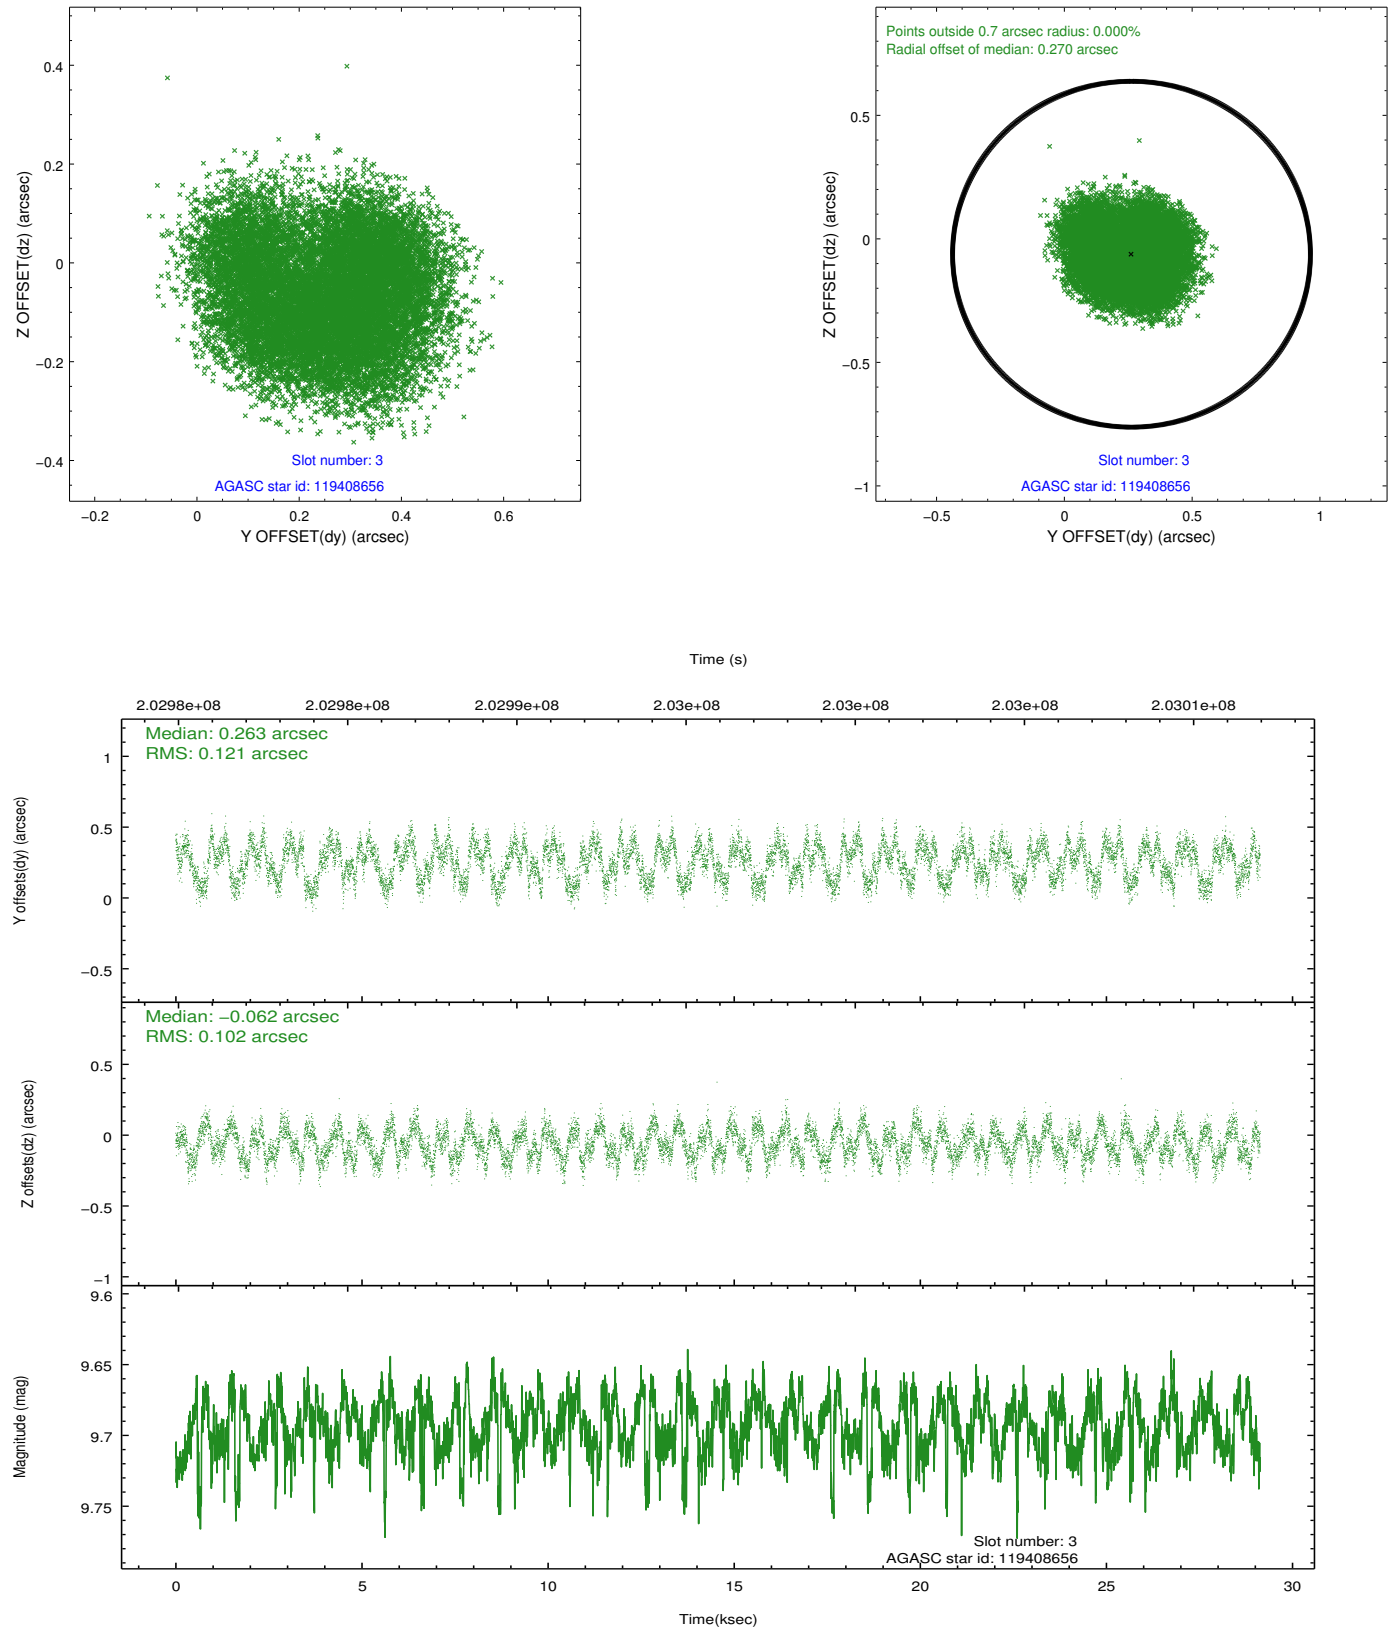 0.4
0.2
0
−0.2
−0.4
Z OFFSET(dz) (arcsec)
−0.2 0 0.2 0.4 0.6
Y OFFSET(dy) (arcsec)
Slot number: 3
AGASC star id: 119408656
Points outside 0.7 arcsec radius: 0.000%
Radial offset of median: 0.270 arcsec
0.5
0
−0.5
−1
Z OFFSET(dz) (arcsec)
−0.5 0 0.5 1
Y OFFSET(dy) (arcsec)
Slot number: 3
AGASC star id: 119408656
Time (s)
2.0298e+08 2.0298e+08 2.0299e+08 2.03e+08 2.03e+08 2.03e+08 2.0301e+08
Median: 0.263 arcsec
RMS: 0.121 arcsec
1
0.5
0
−0.5
Y offsets(dy) (arcsec)
Median: −0.062 arcsec
RMS: 0.102 arcsec
0.5
0
−0.5
−1
Z offsets(dz) (arcsec)
9.6
9.65
9.7
9.75
Magnitude (mag)
Slot number: 3
AGASC star id: 119408656
0 5 10 15 20 25 30
Time(ksec)